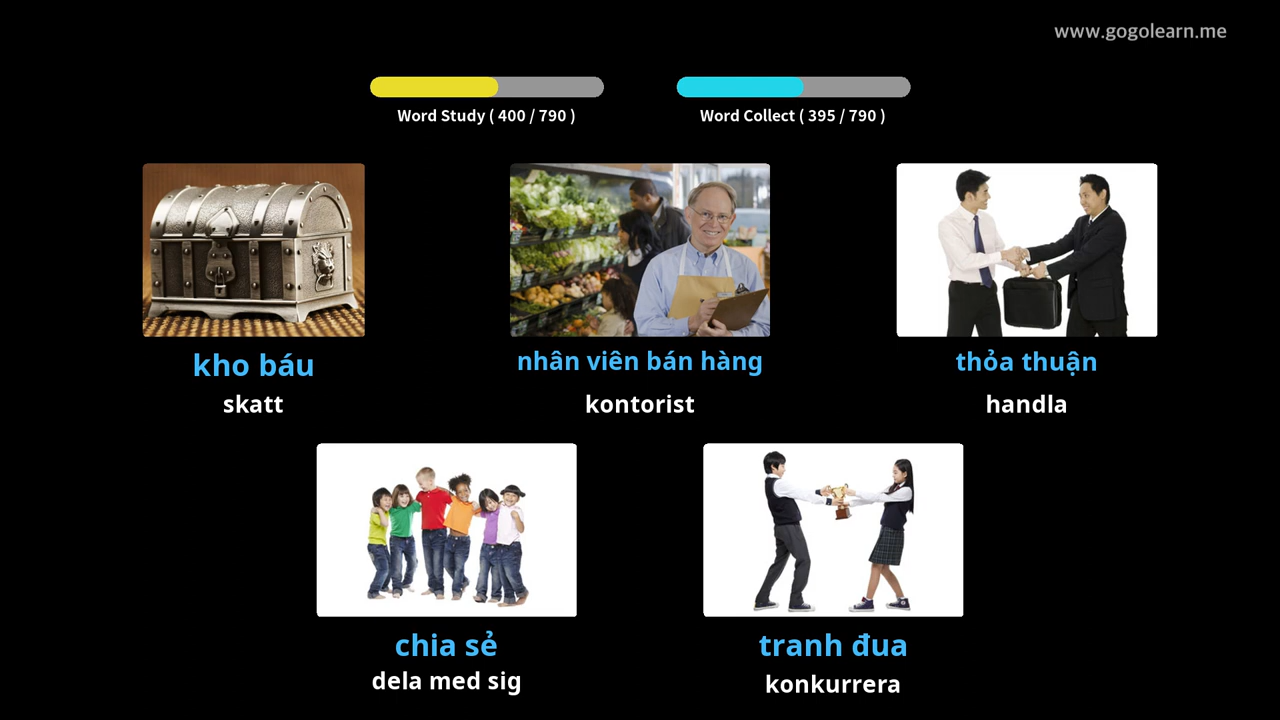 www.gogolearn.me
Word Study ( 400 / 790 )
Word Collect ( 395 / 790 )
kho báu
nhân viên bán hàng
thỏa thuận
skatt
kontorist
handla
chia sẻ
tranh đua
dela med sig
konkurrera